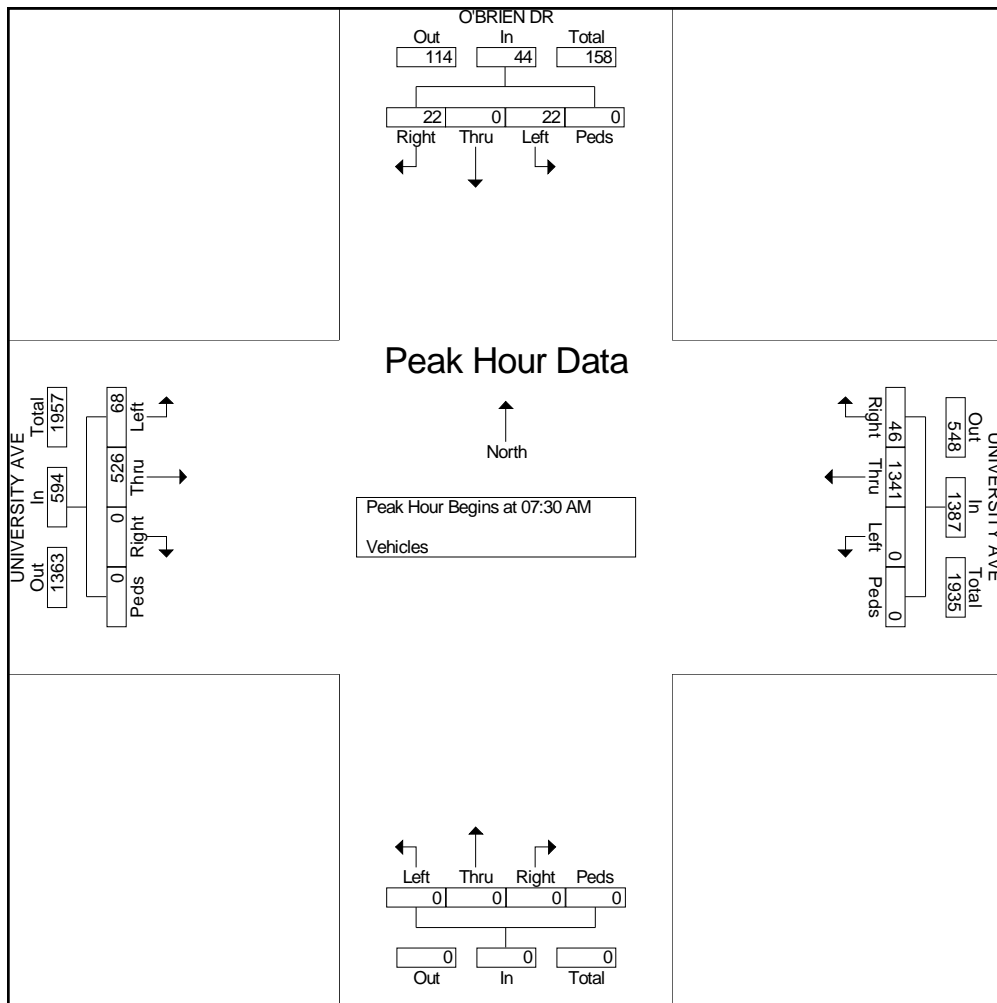 O'BRIEN DR
Out In Total
114 44 158
22 0 22 0
Right Thru Left Peds
Peak Hour Data
North
Peak Hour Begins at 07:30 AM
Vehicles
UNIVERSITY AVE
Out In Total
1363 594 1957
68 526 0 0
Left Thru Right Peds
UNIVERSITY AVE
Out In Total
548 1387 1935
46 1341 0 0
Right Thru Left Peds
Left Thru Right Peds
0 0 0 0
0 0 0
Out In Total